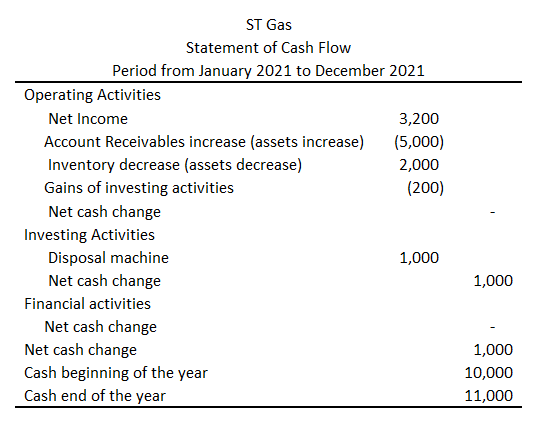 ST Gas
Statement of Cash Flow
Period from January 2021 to December 2021
Operating Activities
Net Income 3,200
Account Receivables increase (assets increase) (5,000)
Inventory decrease (assets decrease) 2,000
Gains of investing activities (200)
Net cash change -
Investing Activities
Disposal machine 1,000
Net cash change 1,000
Financial activities
Net cash change -
Net cash change 1,000
Cash beginning of the year 10,000
Cash end of the year 11,000